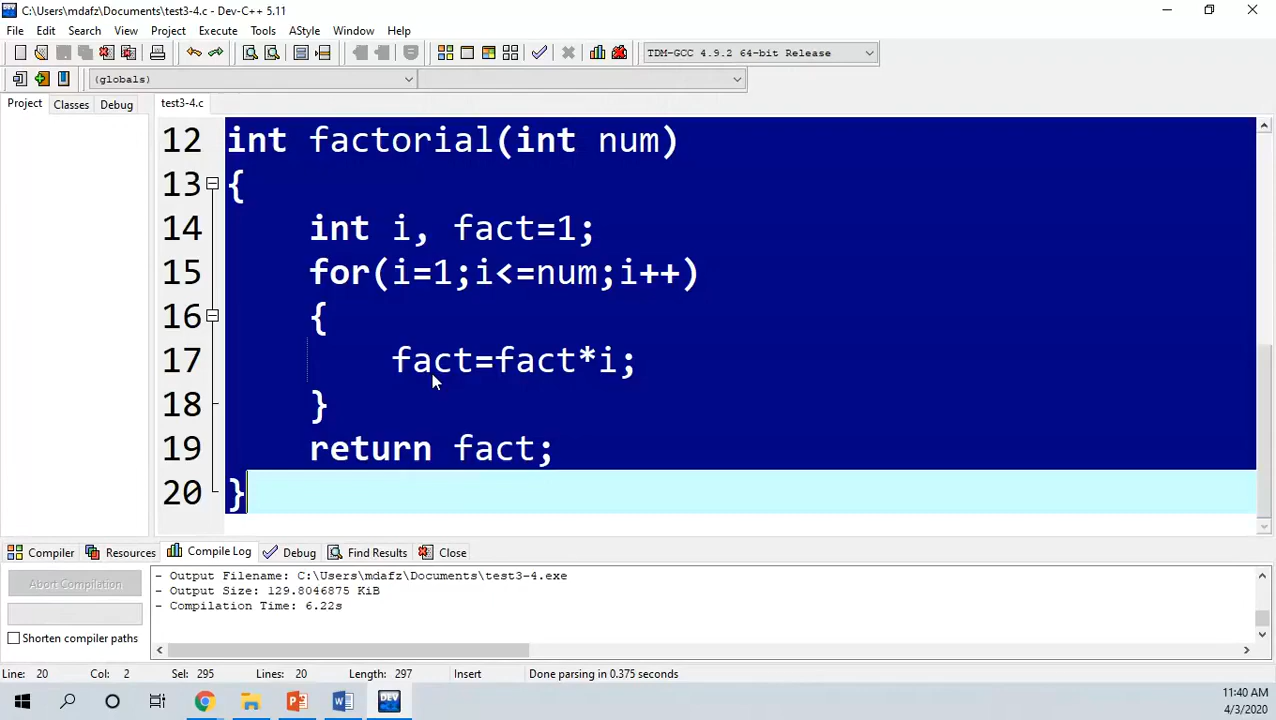 C:\Users\mdafz\Documents\test3-4.c - Dev-C++ 5.11
File Edit Search View Project Execute Tools AStyle Window Help
TDM-GCC 4.9.2 64-bit Release
(globals)
Project Classes Debug test3-4.c
12 int factorial(int num)
13 {
14 int i, fact=1;
15 for(i=1;i<=num;i++)
16 {
17 fact=fact*i;
18 }
19 return fact;
20 }
Compiler Resources Compile Log Debug Find Results Close
Abort Compilation
- Output Filename: C:\Users\mdafz\Documents\test3-4.exe
- Output Size: 129.8046875 KiB
- Compilation Time: 6.22s
Shorten compiler paths
Line: 20 Col: 2 Sel: 295 Lines: 20 Length: 297 Insert Done parsing in 0.375 seconds
DEV
11:40 AM
4/3/2020